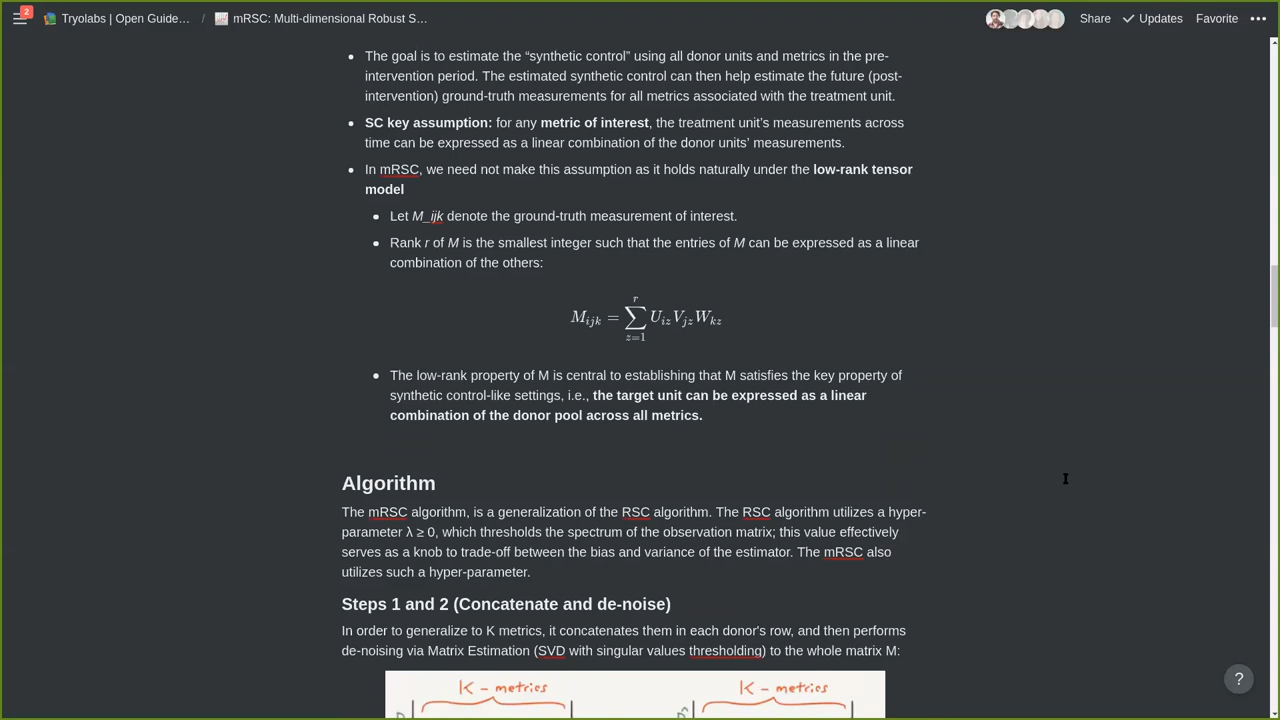 2
Tryolabs | Open Guide... / mRSC: Multi-dimensional Robust S... Share Updates Favorite
• The goal is to estimate the “synthetic control” using all donor units and metrics in the pre-
intervention period. The estimated synthetic control can then help estimate the future (post-
intervention) ground-truth measurements for all metrics associated with the treatment unit.
• SC key assumption: for any metric of interest, the treatment unit’s measurements across
time can be expressed as a linear combination of the donor units’ measurements.
• In mRSC, we need not make this assumption as it holds naturally under the low-rank tensor
model
• Let M_ijk denote the ground-truth measurement of interest.
• Rank r of M is the smallest integer such that the entries of M can be expressed as a linear
combination of the others:
M_{ijk} = \sum_{z=1}^{r} U_{iz} V_{jz} W_{kz}
• The low-rank property of M is central to establishing that M satisfies the key property of
synthetic control-like settings, i.e., the target unit can be expressed as a linear
combination of the donor pool across all metrics.
Algorithm
The mRSC algorithm, is a generalization of the RSC algorithm. The RSC algorithm utilizes a hyper-
parameter λ ≥ 0, which thresholds the spectrum of the observation matrix; this value effectively
serves as a knob to trade-off between the bias and variance of the estimator. The mRSC also
utilizes such a hyper-parameter.
Steps 1 and 2 (Concatenate and de-noise)
In order to generalize to K metrics, it concatenates them in each donor's row, and then performs
de-noising via Matrix Estimation (SVD with singular values thresholding) to the whole matrix M:
K - metrics K - metrics
?